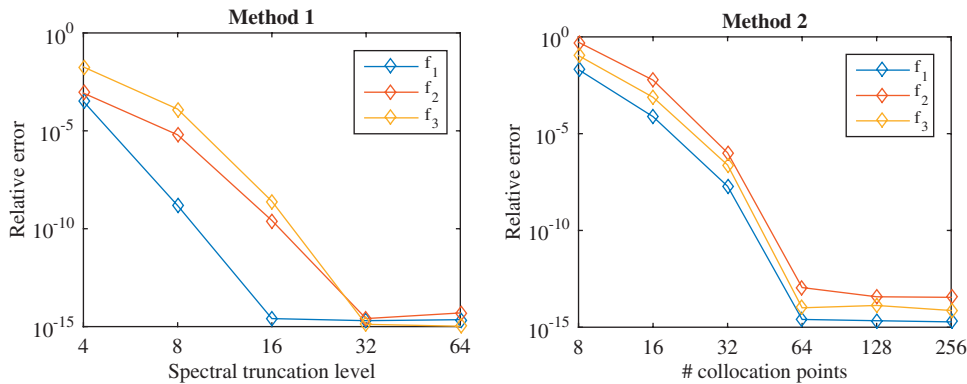 Method 1
Relative error
10^0
10^-5
10^-10
10^-15
f_1
f_2
f_3
4 8 16 32 64
Spectral truncation level
Method 2
Relative error
10^0
10^-5
10^-10
10^-15
f_1
f_2
f_3
8 16 32 64 128 256
# collocation points